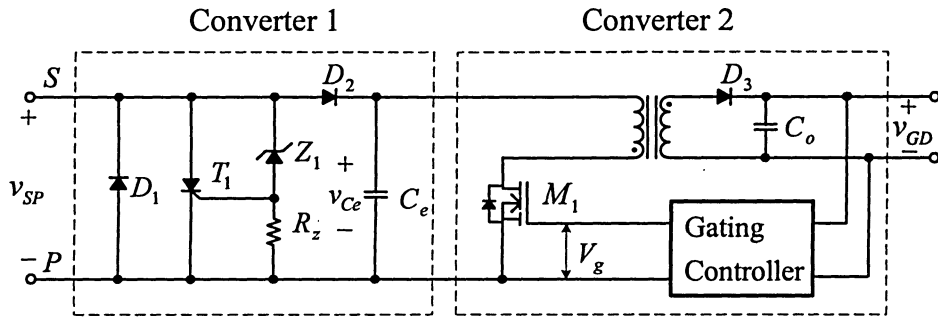 Converter 1
Converter 2
S
+
v_SP
− P
D_1
T_1
Z_1
R_z
D_2
+
v_Ce
−
C_e
M_1
V_g
D_3
C_o
+
v_GD
−
Gating
Controller